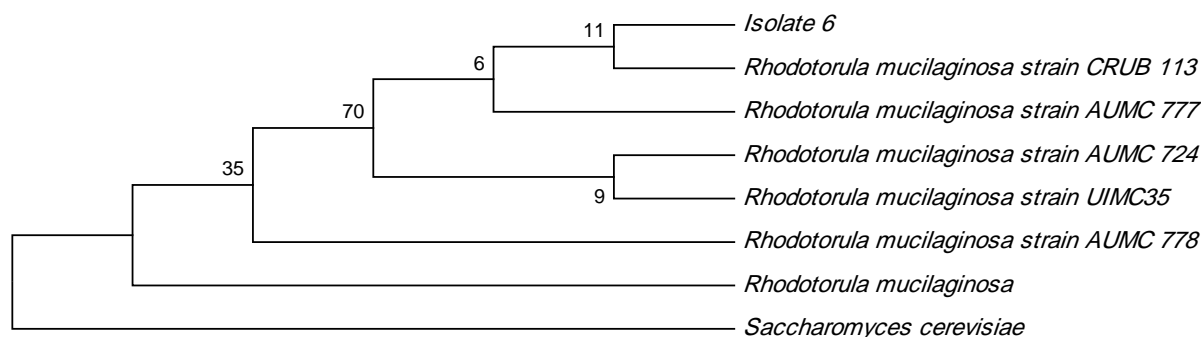 Isolate 6
11
Rhodotorula mucilaginosa strain CRUB 113
6
Rhodotorula mucilaginosa strain AUMC 777
70
Rhodotorula mucilaginosa strain AUMC 724
35
9
Rhodotorula mucilaginosa strain UIMC35
Rhodotorula mucilaginosa strain AUMC 778
Rhodotorula mucilaginosa
Saccharomyces cerevisiae